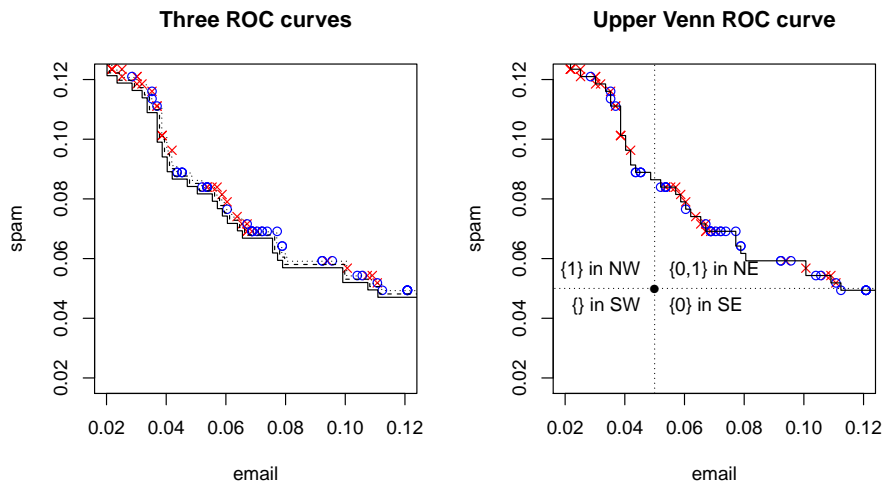 Three ROC curves
0.12
0.10
0.08
0.06
0.04
0.02
spam
0.02 0.04 0.06 0.08 0.10 0.12
email
Upper Venn ROC curve
0.12
0.10
0.08
0.06
0.04
0.02
spam
{1} in NW {0,1} in NE
{} in SW {0} in SE
0.02 0.04 0.06 0.08 0.10 0.12
email